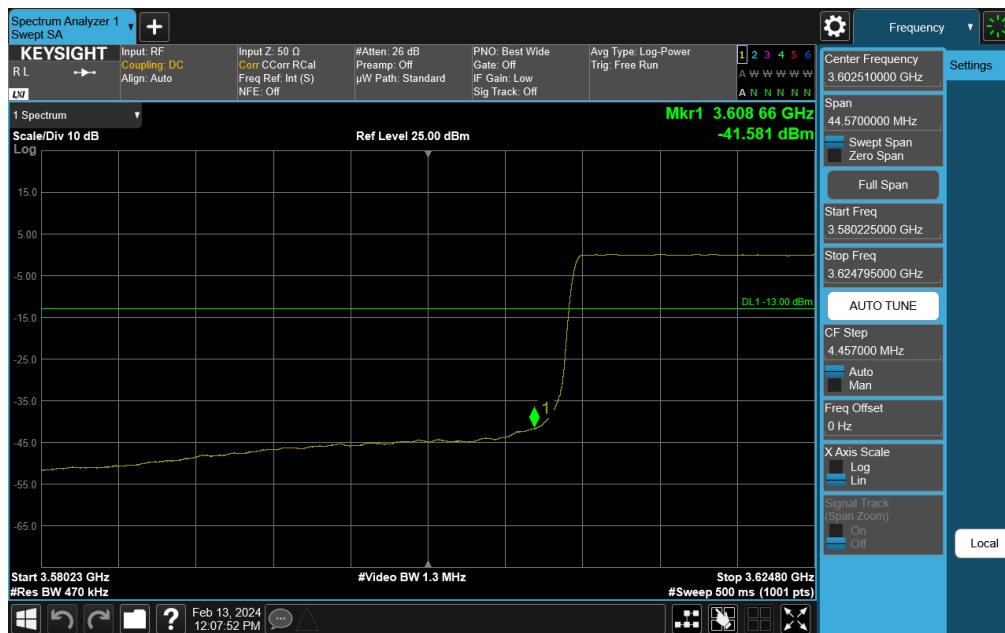 Spectrum Analyzer 1
Swept SA
Frequency
KEYSIGHT
R L
LXI
Input: RF
Coupling: DC
Align: Auto
Input Z: 50 Ω
Corr CCorr RCal
Freq Ref: Int (S)
NFE: Off
#Atten: 26 dB
Preamp: Off
µW Path: Standard
PNO: Best Wide
Gate: Off
IF Gain: Low
Sig Track: Off
Avg Type: Log-Power
Trig: Free Run
1 2 3 4 5 6
A W W W W W
A N N N N N
Center Frequency
3.602510000 GHz
Settings
Span
44.5700000 MHz
Swept Span
Zero Span
Full Span
Start Freq
3.580225000 GHz
Stop Freq
3.624795000 GHz
AUTO TUNE
CF Step
4.457000 MHz
Auto
Man
Freq Offset
0 Hz
X Axis Scale
Log
Lin
Signal Track
(Span Zoom)
On
Off
Local
1 Spectrum
Scale/Div 10 dB
Ref Level 25.00 dBm
Mkr1 3.608 66 GHz
-41.581 dBm
Log
15.0
5.00
-5.00
DL1 -13.00 dBm
-15.0
-25.0
-35.0
1
-45.0
-55.0
-65.0
Start 3.58023 GHz
#Video BW 1.3 MHz
Stop 3.62480 GHz
#Res BW 470 kHz
#Sweep 500 ms (1001 pts)
?
Feb 13, 2024
12:07:52 PM